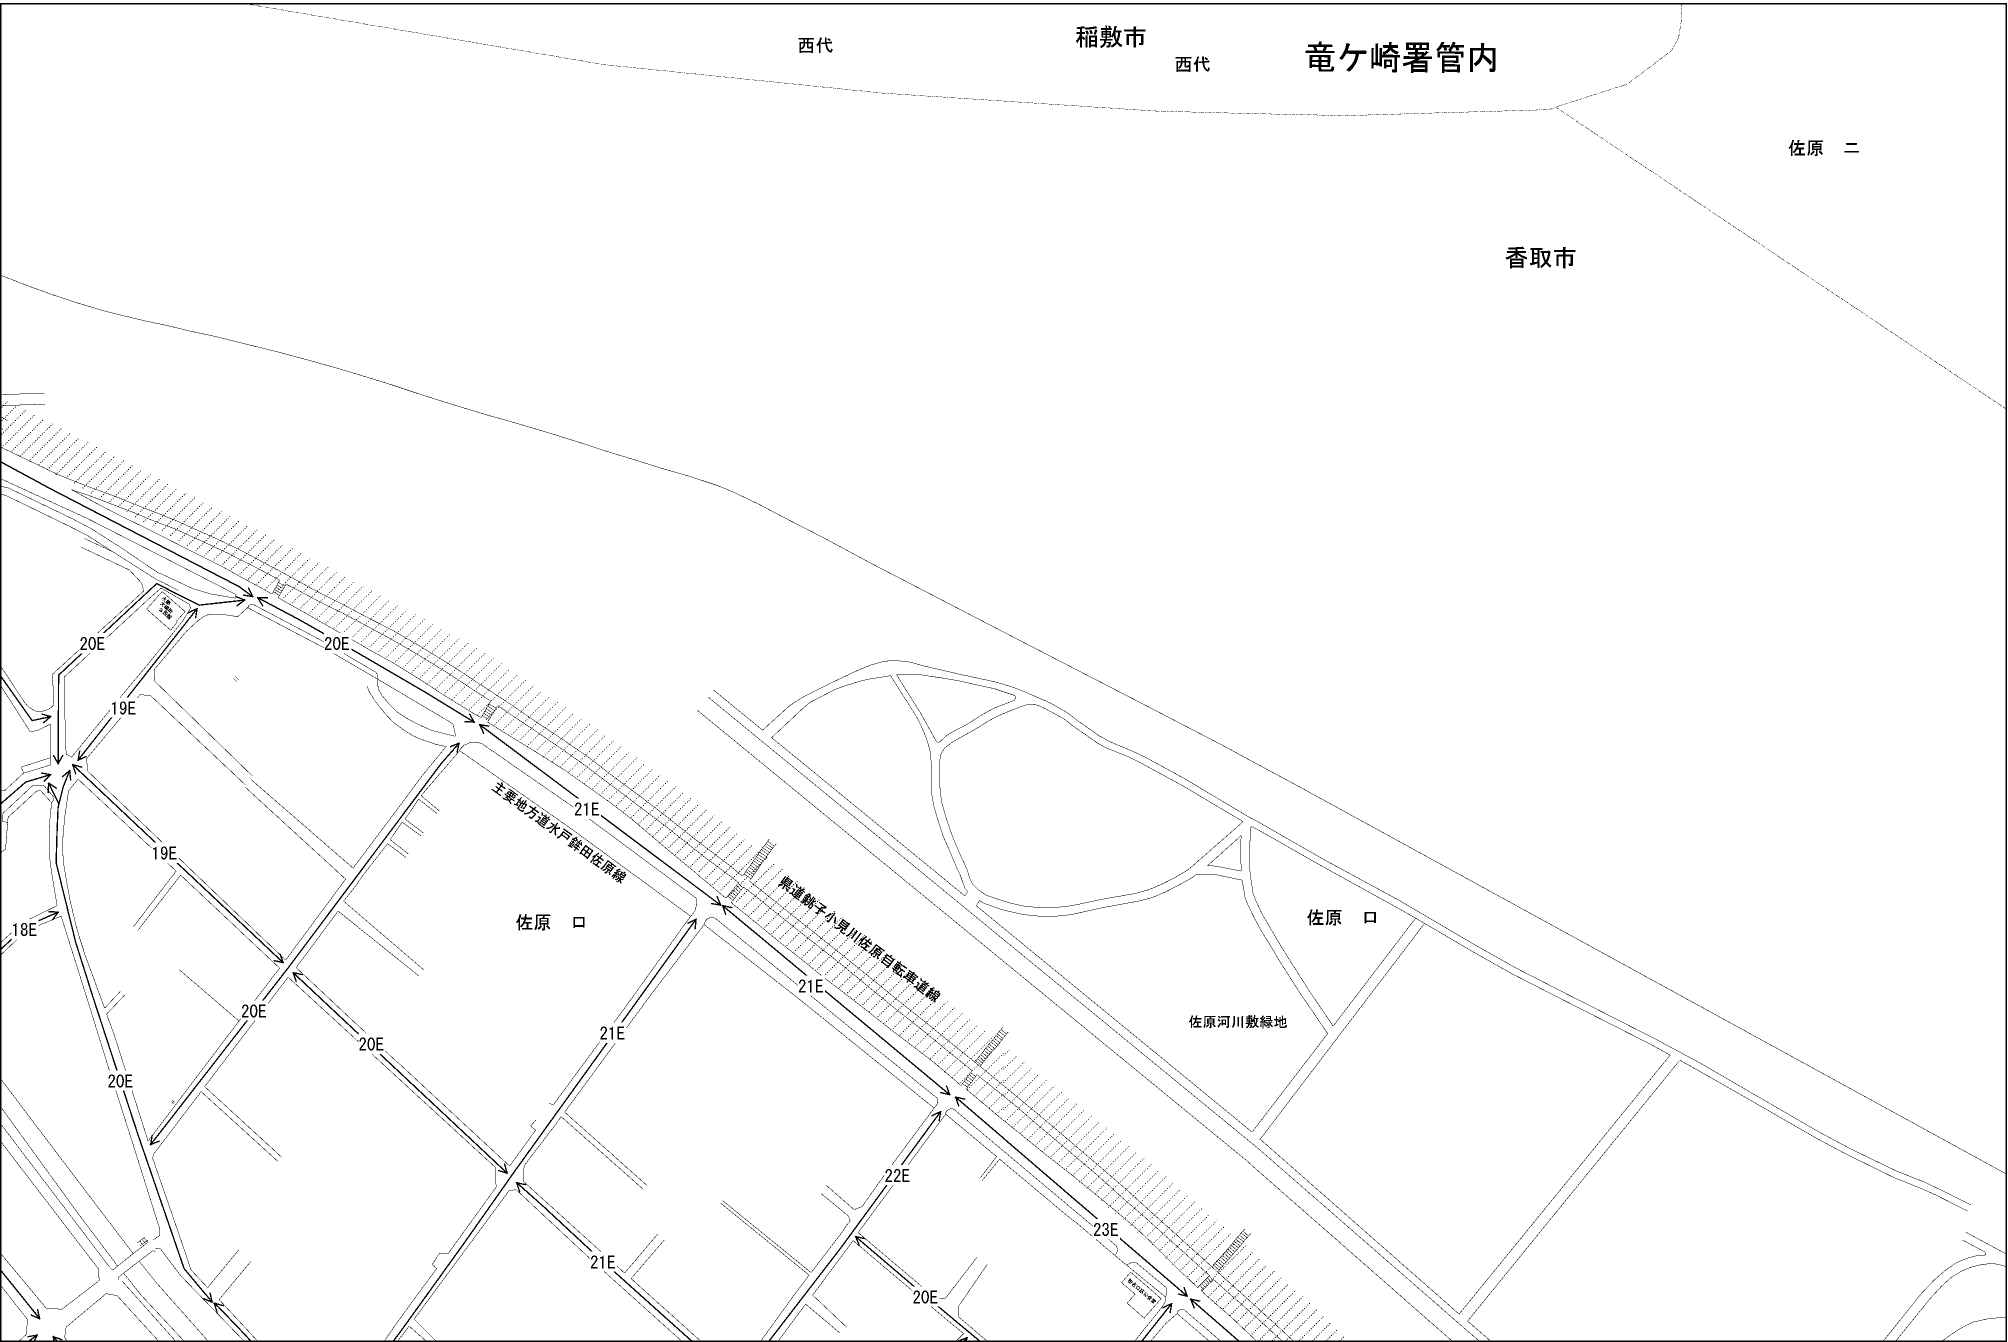 稲敷市
西代
西代
竜ケ崎署管内
佐原　ニ
香取市
20E
20E
19E
主要地方道水戸鉾田佐原線
21E
19E
県道銚子小見川佐原自転車道線
佐原　ロ
佐原　ロ
18E
21E
20E
佐原河川敷緑地
21E
20E
20E
22E
23E
21E
20E